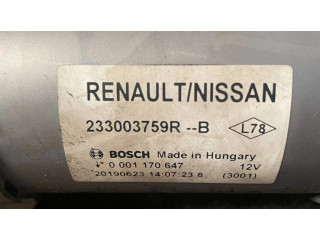 RENAULT/NISSAN
233003759R --B L78
BOSCH Made in Hungary
0 001 170 647 12V
20190623 14:07:23 8 (3001)